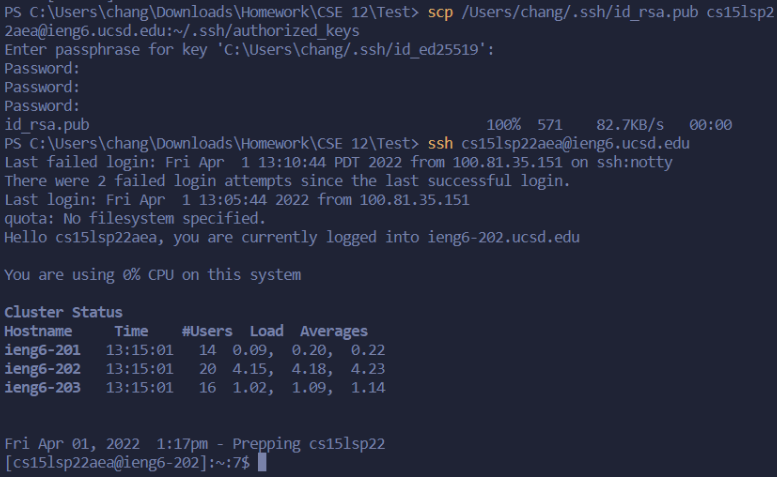 PS C:\Users\chang\Downloads\Homework\CSE 12\Test> scp /Users/chang/.ssh/id_rsa.pub cs15lsp2
2aea@ieng6.ucsd.edu:~/.ssh/authorized_keys
Enter passphrase for key 'C:\Users\chang/.ssh/id_ed25519':
Password:
Password:
Password:
id_rsa.pub 100% 571 82.7KB/s 00:00
PS C:\Users\chang\Downloads\Homework\CSE 12\Test> ssh cs15lsp22aea@ieng6.ucsd.edu
Last failed login: Fri Apr 1 13:10:44 PDT 2022 from 100.81.35.151 on ssh:notty
There were 2 failed login attempts since the last successful login.
Last login: Fri Apr 1 13:05:44 2022 from 100.81.35.151
quota: No filesystem specified.
Hello cs15lsp22aea, you are currently logged into ieng6-202.ucsd.edu
You are using 0% CPU on this system
Cluster Status
Hostname Time #Users Load Averages
ieng6-201 13:15:01 14 0.09, 0.20, 0.22
ieng6-202 13:15:01 20 4.15, 4.18, 4.23
ieng6-203 13:15:01 16 1.02, 1.09, 1.14
Fri Apr 01, 2022 1:17pm - Prepping cs15lsp22
[cs15lsp22aea@ieng6-202]:~:7$